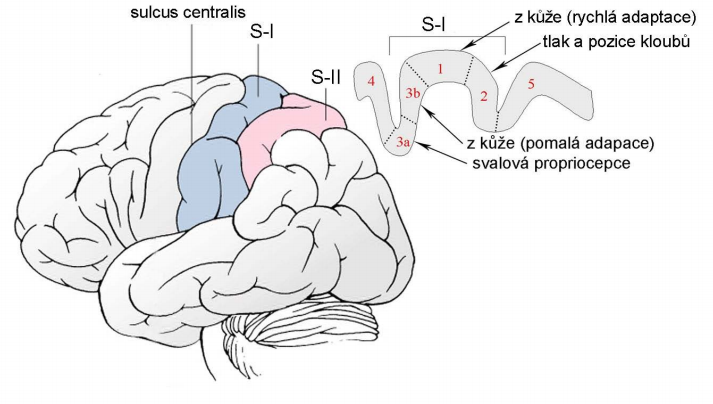 sulcus centralis
S-I
S-II
S-I
z kůže (rychlá adaptace)
tlak a pozice kloubů
4
3b
1
2
5
3a
z kůže (pomalá adapace)
svalová propriocepce